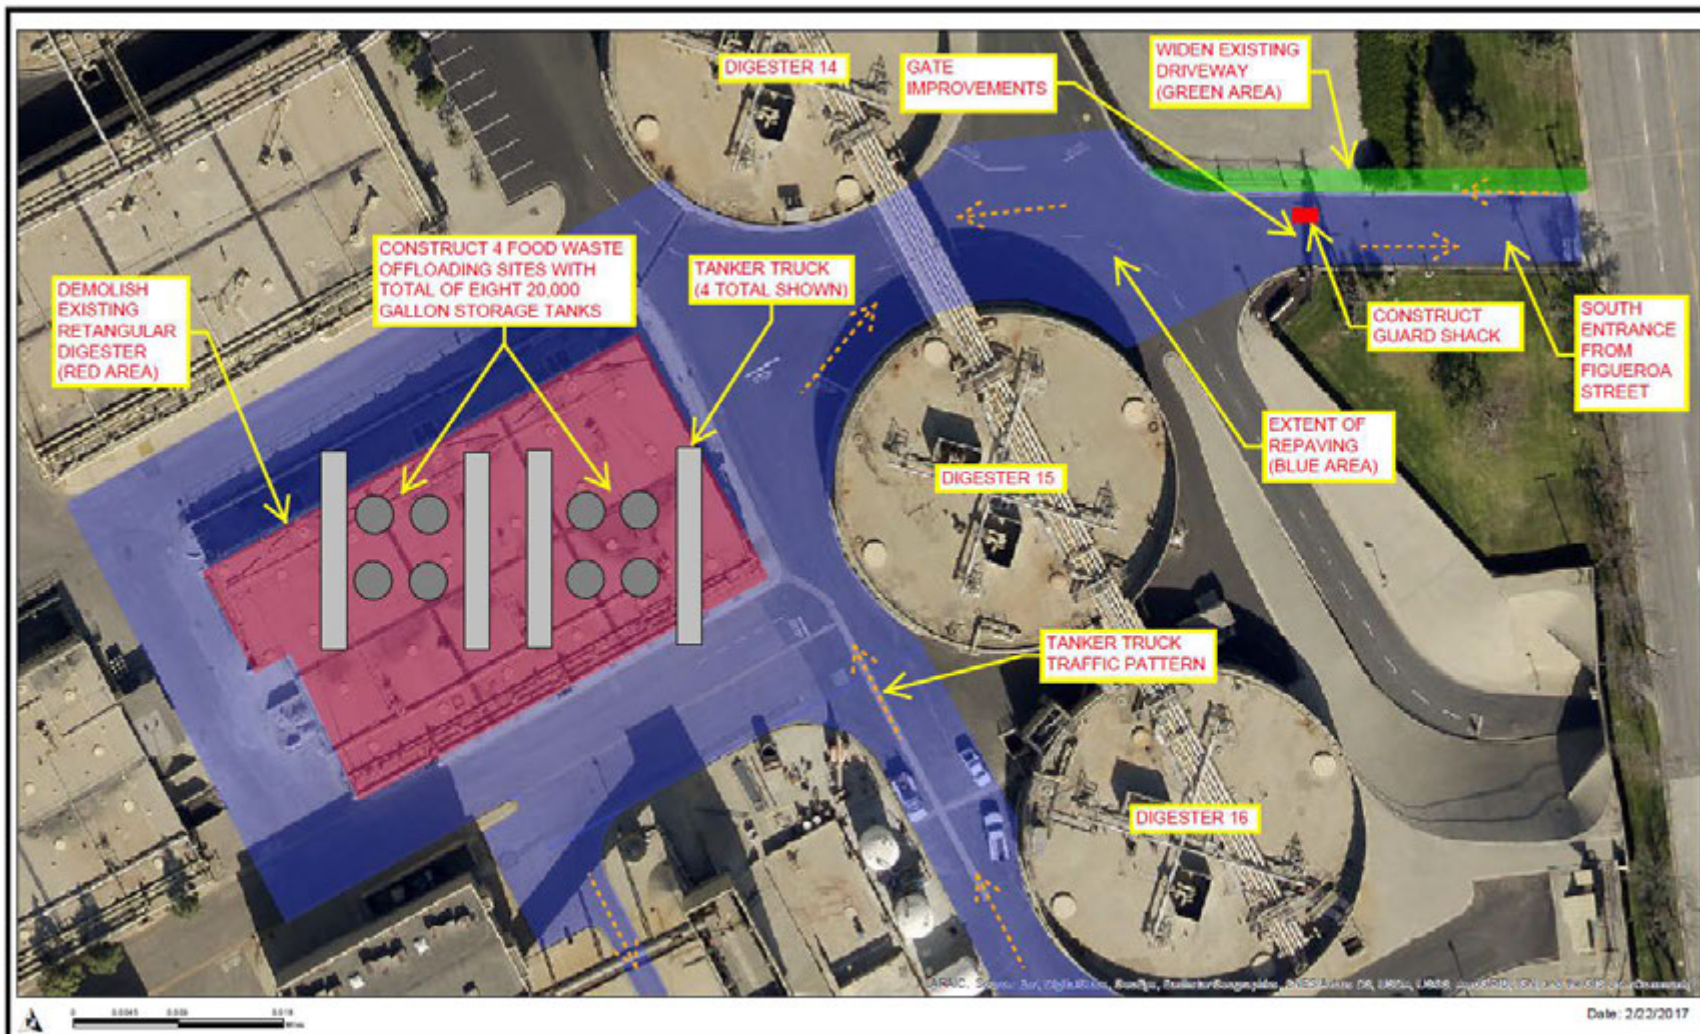 DIGESTER 14
GATE
IMPROVEMENTS
WIDEN EXISTING
DRIVEWAY
(GREEN AREA)
DEMOLISH
EXISTING
RETANGULAR
DIGESTER
(RED AREA)
CONSTRUCT 4 FOOD WASTE
OFFLOADING SITES WITH
TOTAL OF EIGHT 20,000
GALLON STORAGE TANKS
TANKER TRUCK
(4 TOTAL SHOWN)
CONSTRUCT
GUARD SHACK
SOUTH
ENTRANCE
FROM
FIGUEROA
STREET
EXTENT OF
REPAVING
(BLUE AREA)
DIGESTER 15
TANKER TRUCK
TRAFFIC PATTERN
DIGESTER 16
Date: 2/22/2017